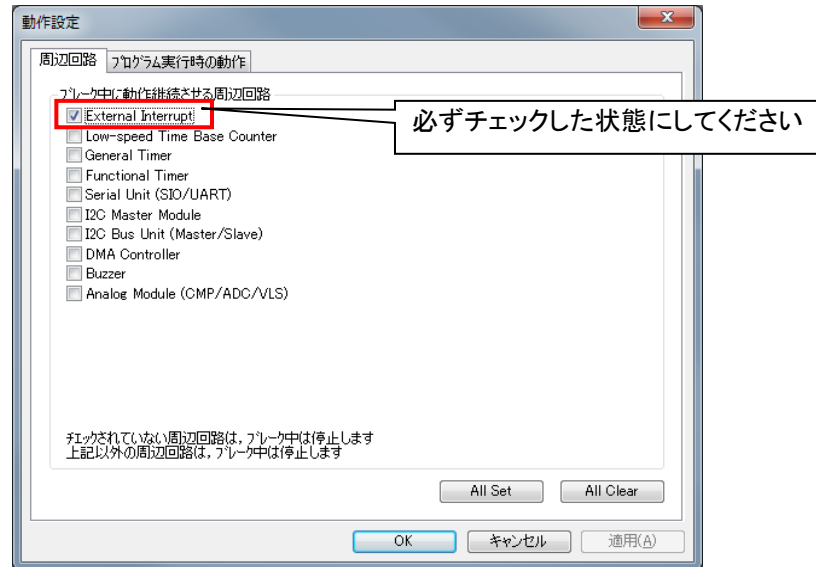 動作設定
周辺回路 プログラム実行時の動作
ブレーク中に動作継続させる周辺回路
External Interrupt
必ずチェックした状態にしてください
Low-speed Time Base Counter
General Timer
Functional Timer
Serial Unit (SIO/UART)
I2C Master Module
I2C Bus Unit (Master/Slave)
DMA Controller
Buzzer
Analog Module (CMP/ADC/VLS)
チェックされていない周辺回路は，ブレーク中は停止します
上記以外の周辺回路は，ブレーク中は停止します
All Set All Clear
OK キャンセル 適用(A)